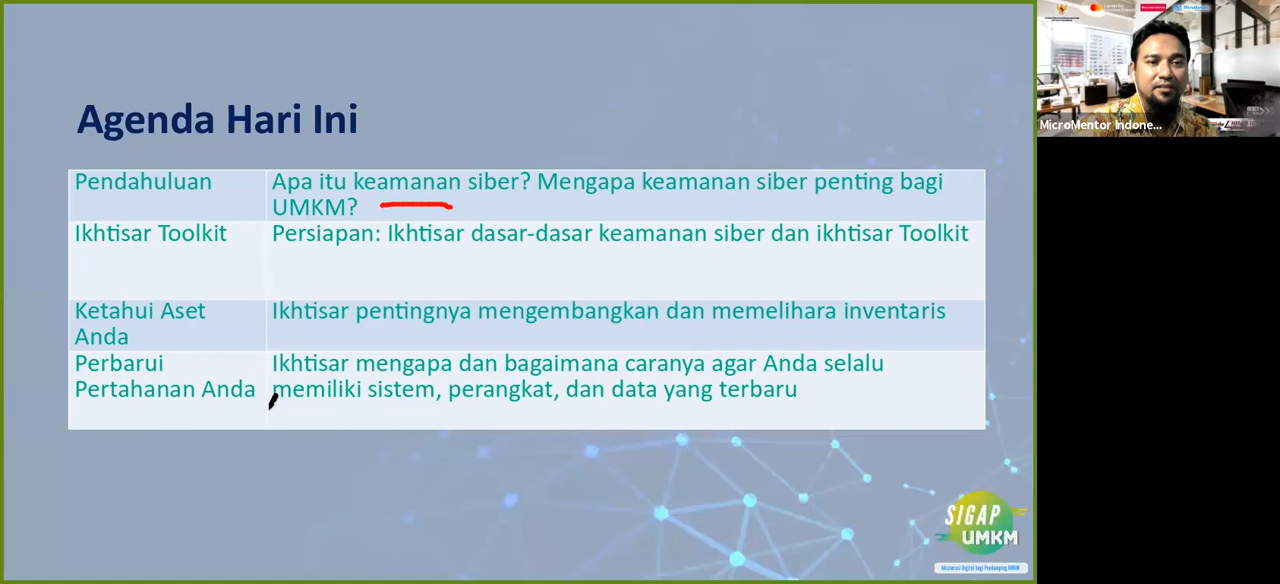 Agenda Hari Ini
Pendahuluan
Apa itu keamanan siber? Mengapa keamanan siber penting bagi
UMKM?
Ikhtisar Toolkit
Persiapan: Ikhtisar dasar-dasar keamanan siber dan ikhtisar Toolkit
Ketahui Aset
Anda
Ikhtisar pentingnya mengembangkan dan memelihara inventaris
Perbarui
Pertahanan Anda
Ikhtisar mengapa dan bagaimana caranya agar Anda selalu
memiliki sistem, perangkat, dan data yang terbaru
MicroMentor Indone...
SIGAP
UMKM
Akselerasi Digital bagi Pendamping UMKM